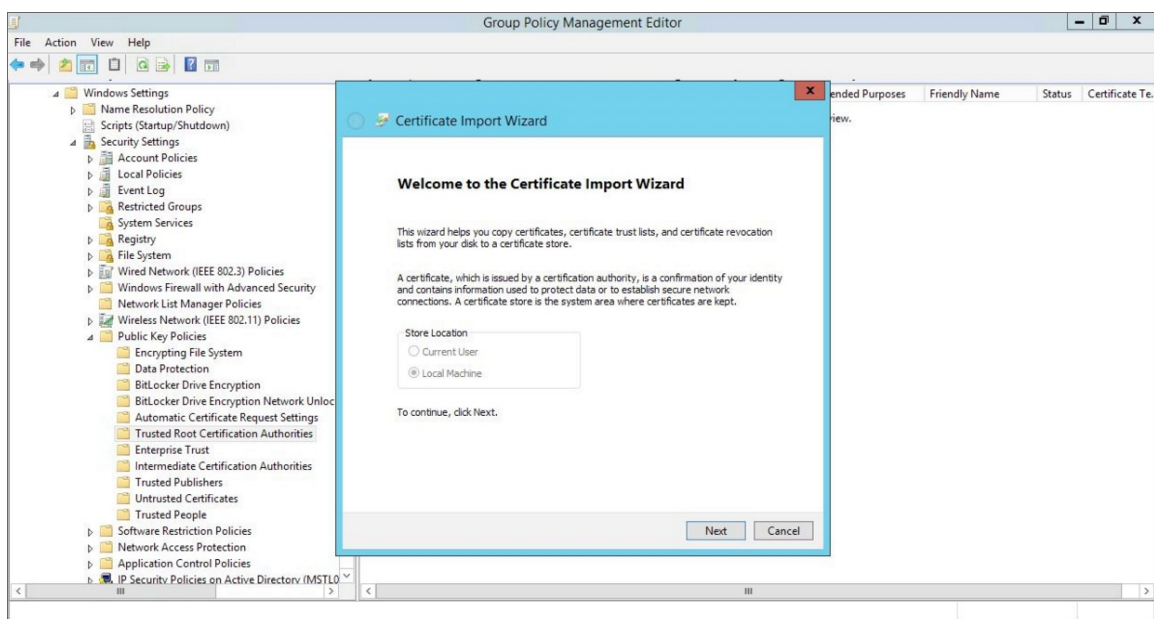 Group Policy Management Editor
File Action View Help
Windows Settings
Name Resolution Policy
Scripts (Startup/Shutdown)
Security Settings
Account Policies
Local Policies
Event Log
Restricted Groups
System Services
Registry
File System
Wired Network (IEEE 802.3) Policies
Windows Firewall with Advanced Security
Network List Manager Policies
Wireless Network (IEEE 802.11) Policies
Public Key Policies
Encrypting File System
Data Protection
BitLocker Drive Encryption
BitLocker Drive Encryption Network Unloc
Automatic Certificate Request Settings
Trusted Root Certification Authorities
Enterprise Trust
Intermediate Certification Authorities
Trusted Publishers
Untrusted Certificates
Trusted People
Software Restriction Policies
Network Access Protection
Application Control Policies
IP Security Policies on Active Directory (MSTL0
ended Purposes Friendly Name Status Certificate Te.
view.
Certificate Import Wizard
Welcome to the Certificate Import Wizard
This wizard helps you copy certificates, certificate trust lists, and certificate revocation
lists from your disk to a certificate store.
A certificate, which is issued by a certification authority, is a confirmation of your identity
and contains information used to protect data or to establish secure network
connections. A certificate store is the system area where certificates are kept.
Store Location
Current User
Local Machine
To continue, click Next.
Next Cancel